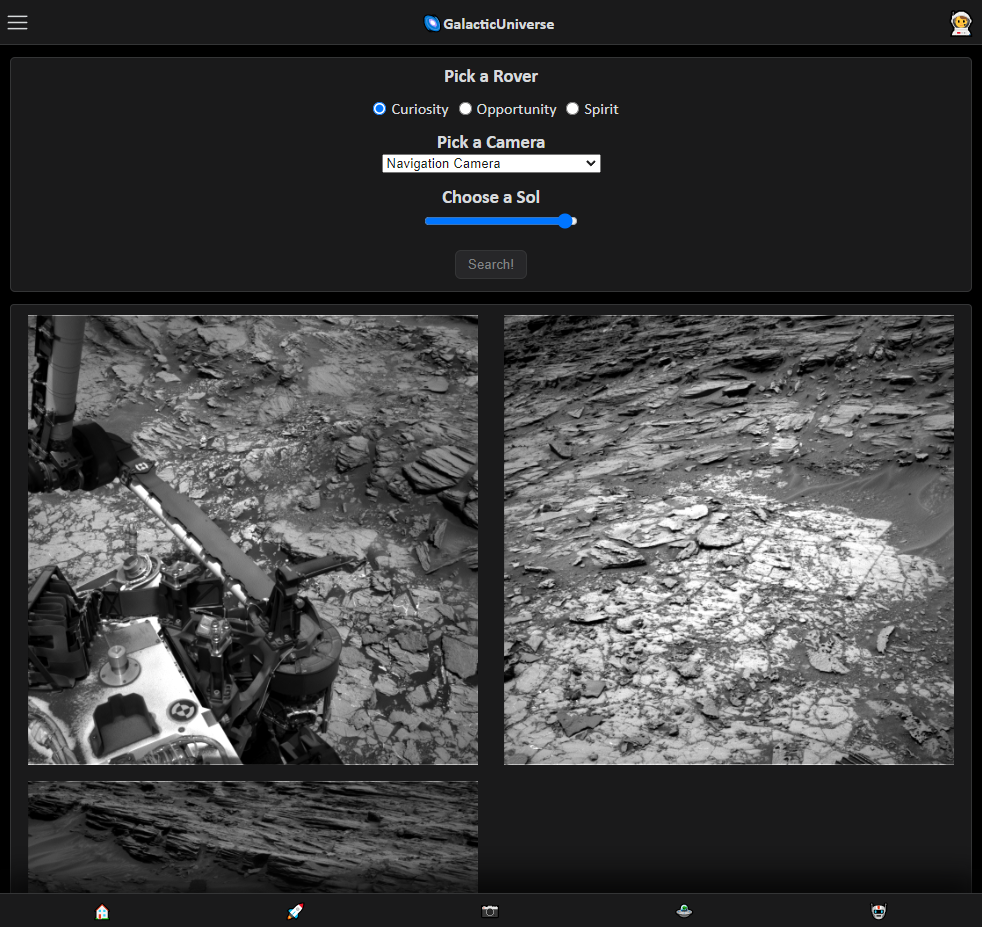 GalacticUniverse
Pick a Rover
Curiosity Opportunity Spirit
Pick a Camera
Navigation Camera
Choose a Sol
Search!